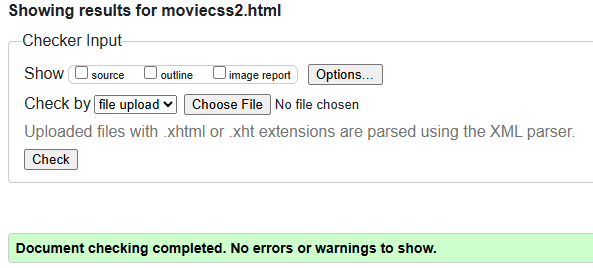 Showing results for moviecss2.html
Checker Input
Show source outline image report Options...
Check by file upload Choose File No file chosen
Uploaded files with .xhtml or .xht extensions are parsed using the XML parser.
Check
Document checking completed. No errors or warnings to show.